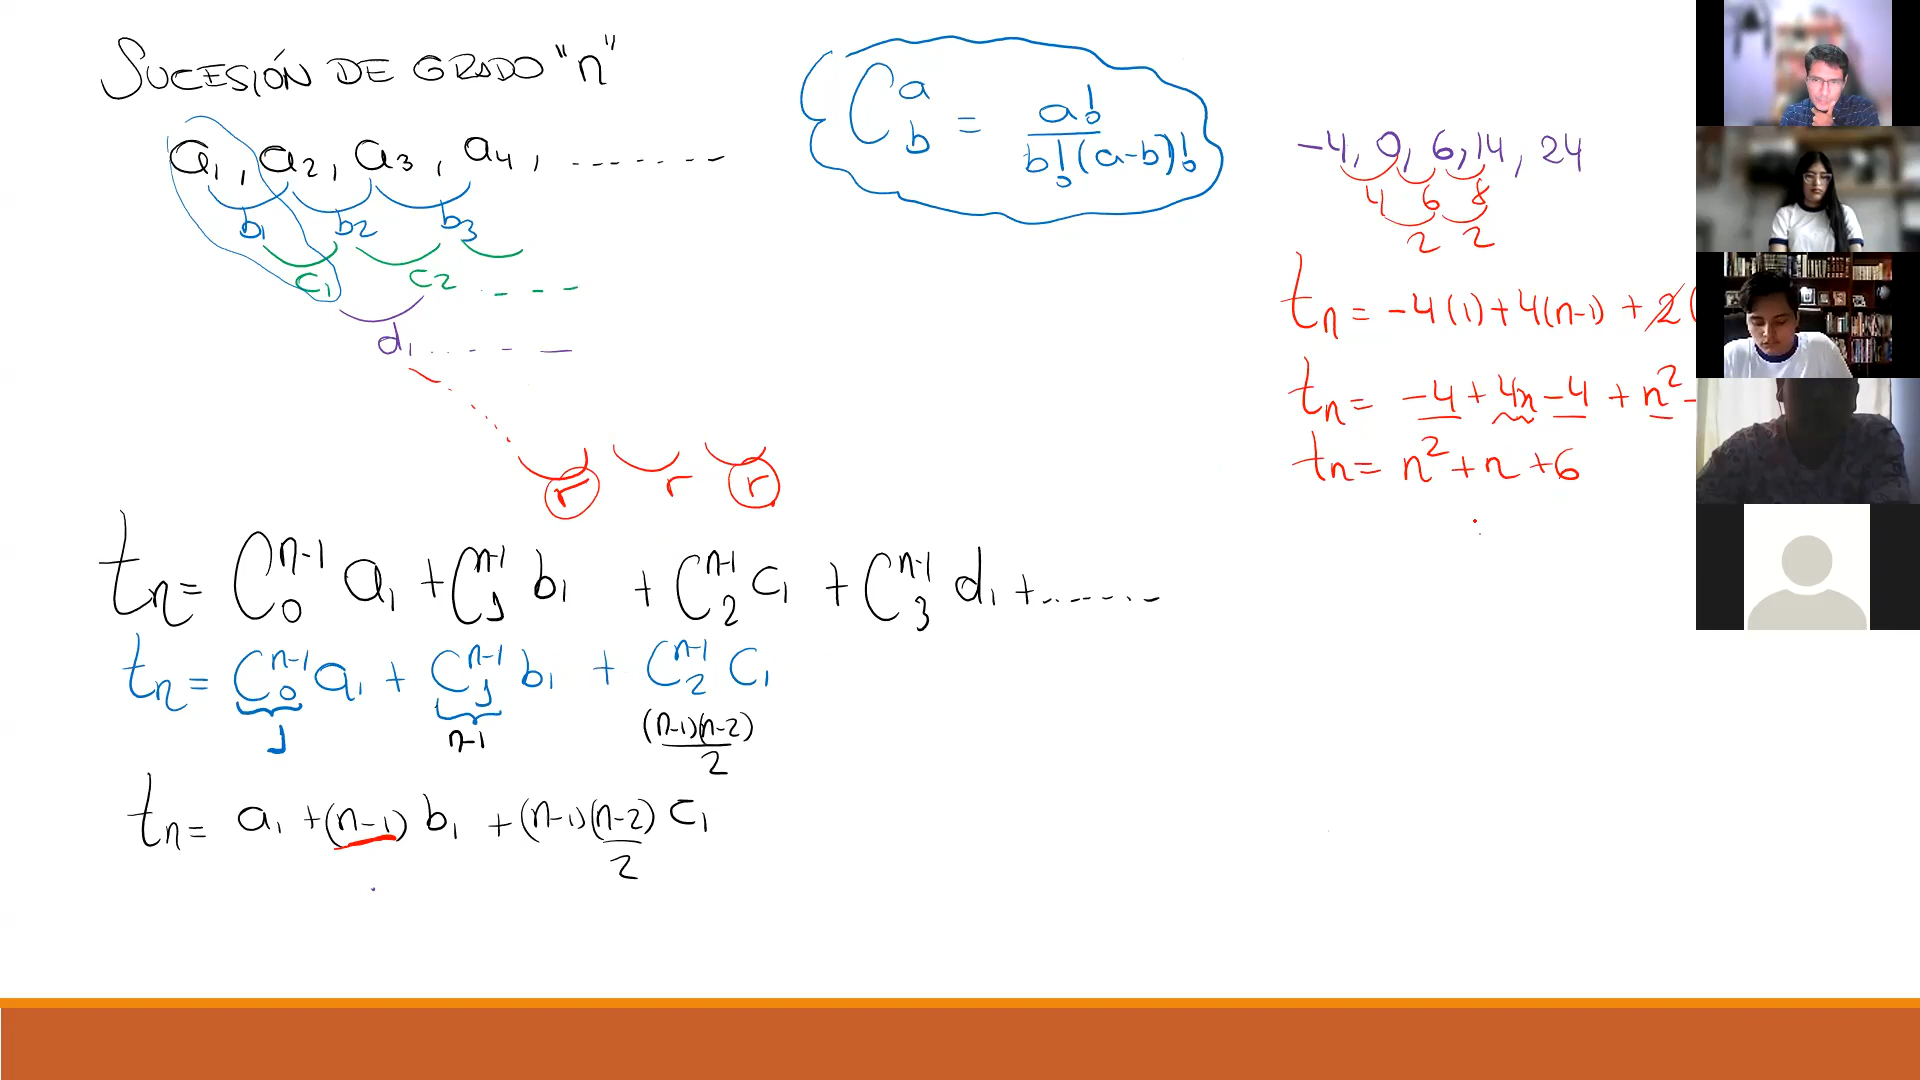 SUCESIÓN DE GRADO "n"
a1, a2, a3, a4, .......
b1 b2 b3
c1 c2 - - - -
d1 - - - -
r r r
C^a_b = a! / b!(a-b)!
-4, 0, 6, 14, 24
4 6 8
2 2
tn = -4(1) + 4(n-1) + 2(
tn = -4 + 4n - 4 + n² -
tn = n² + n + 6
tn = C^{n-1}_0 a1 + C^{n-1}_1 b1 + C^{n-1}_2 c1 + C^{n-1}_3 d1 + .......
tn = C^{n-1}_0 a1 + C^{n-1}_1 b1 + C^{n-1}_2 c1
1 n-1 (n-1)(n-2)/2
tn = a1 + (n-1) b1 + (n-1)(n-2)/2 c1